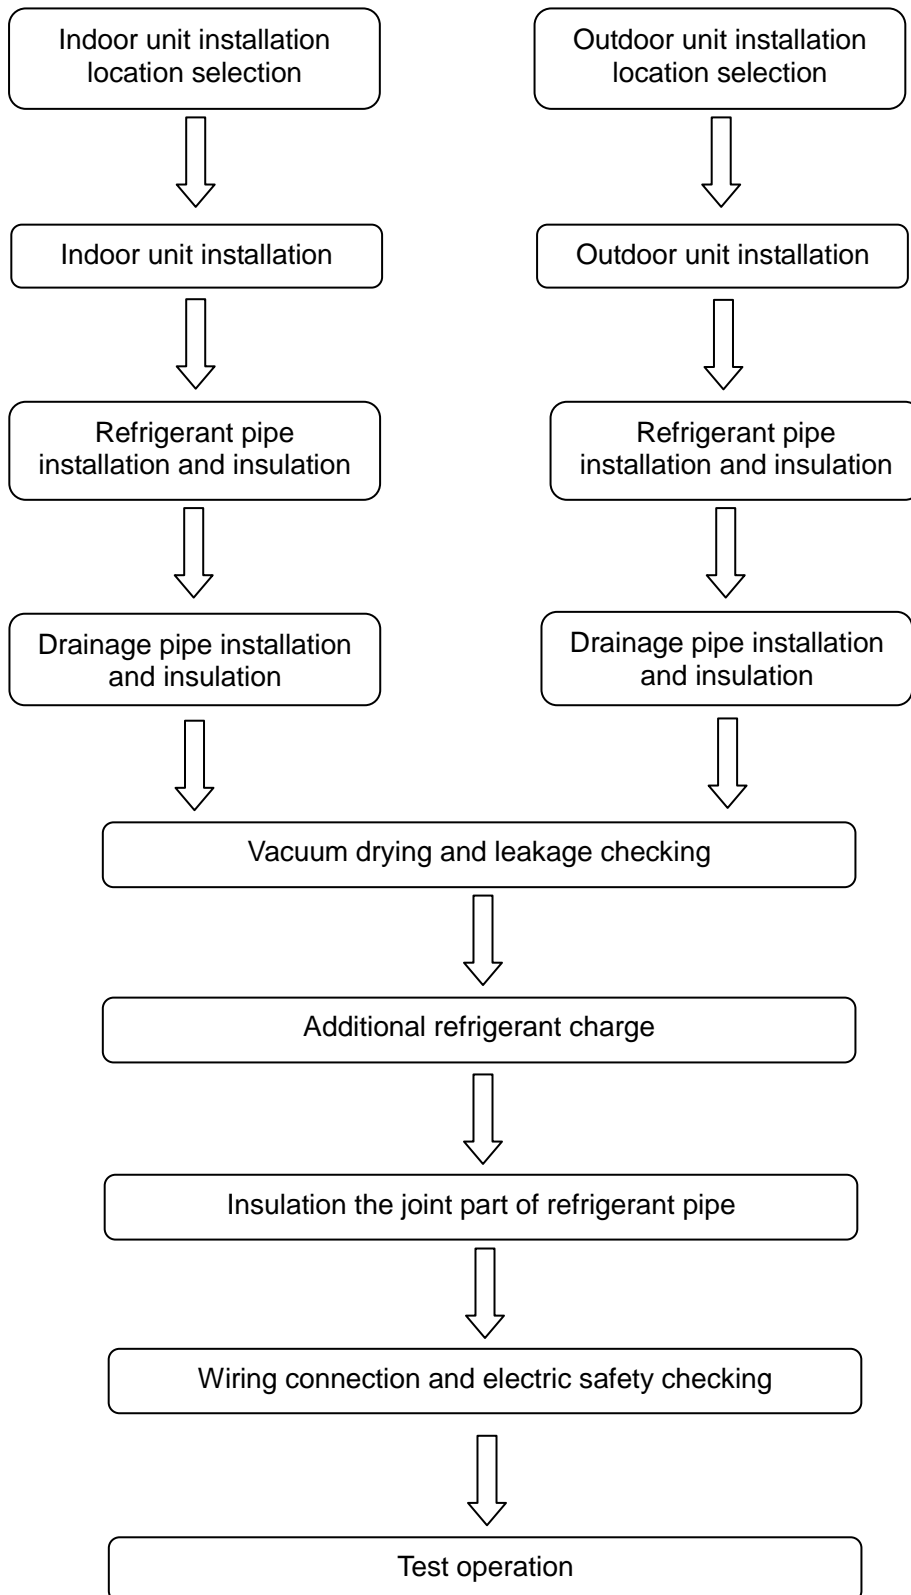 Indoor unit installation
location selection
Outdoor unit installation
location selection
Indoor unit installation
Outdoor unit installation
Refrigerant pipe
installation and insulation
Refrigerant pipe
installation and insulation
Drainage pipe installation
and insulation
Drainage pipe installation
and insulation
Vacuum drying and leakage checking
Additional refrigerant charge
Insulation the joint part of refrigerant pipe
Wiring connection and electric safety checking
Test operation